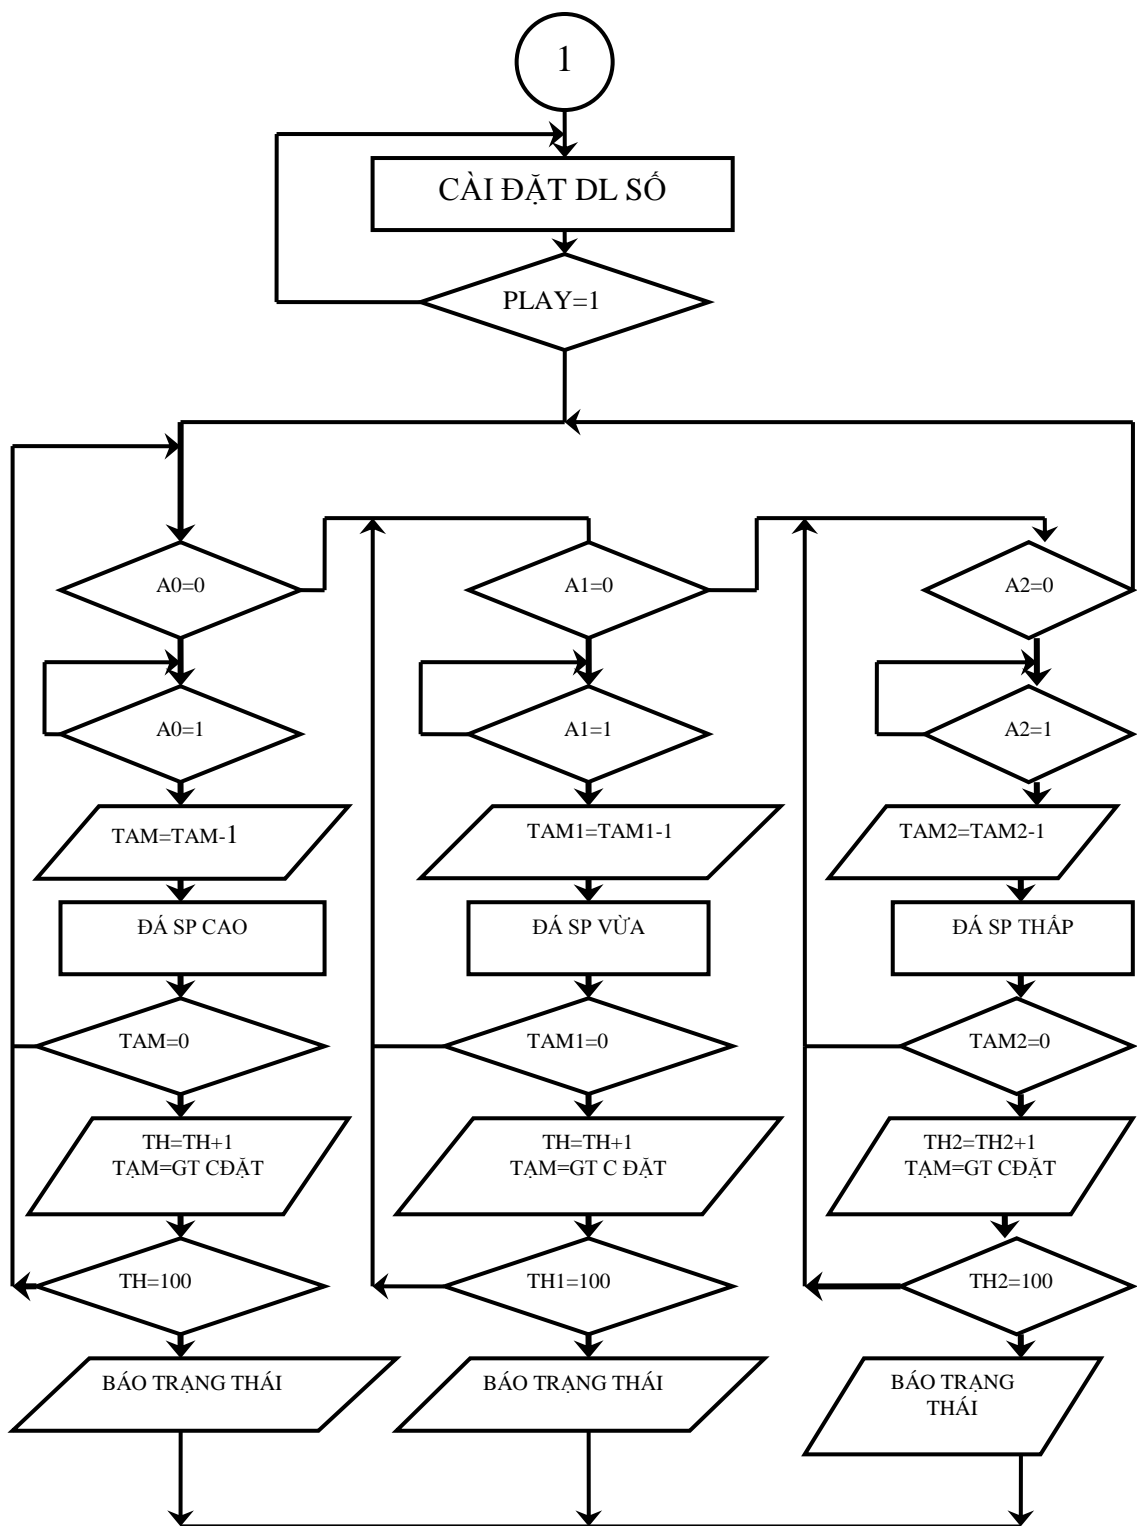 1
CÀI ĐẶT DL SỐ
PLAY=1
A0=0
A1=0
A2=0
A0=1
A1=1
A2=1
TAM=TAM-1
TAM1=TAM1-1
TAM2=TAM2-1
ĐÁ SP CAO
ĐÁ SP VỪA
ĐÁ SP THẤP
TAM=0
TAM1=0
TAM2=0
TH=TH+1
TẠM=GT CĐẶT
TH=TH+1
TẠM=GT C ĐẶT
TH2=TH2+1
TẠM=GT CĐẶT
TH=100
TH1=100
TH2=100
BÁO TRẠNG THÁI
BÁO TRẠNG THÁI
BÁO TRẠNG
THÁI